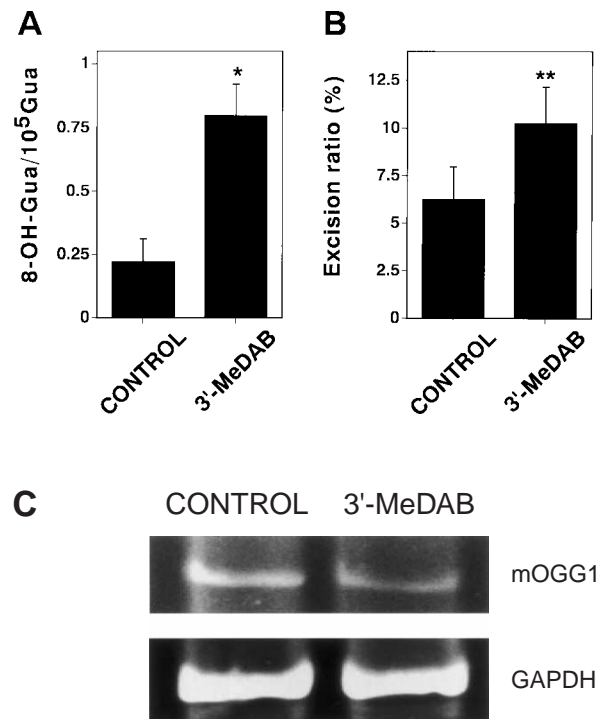 A
8-OH-Gua/10⁵Gua
1
0.75
0.5
0.25
0
*
CONTROL
3'-MeDAB
B
Excision ratio (%)
12.5
10
7.5
5
2.5
0
**
CONTROL
3'-MeDAB
C
CONTROL 3'-MeDAB
mOGG1
GAPDH